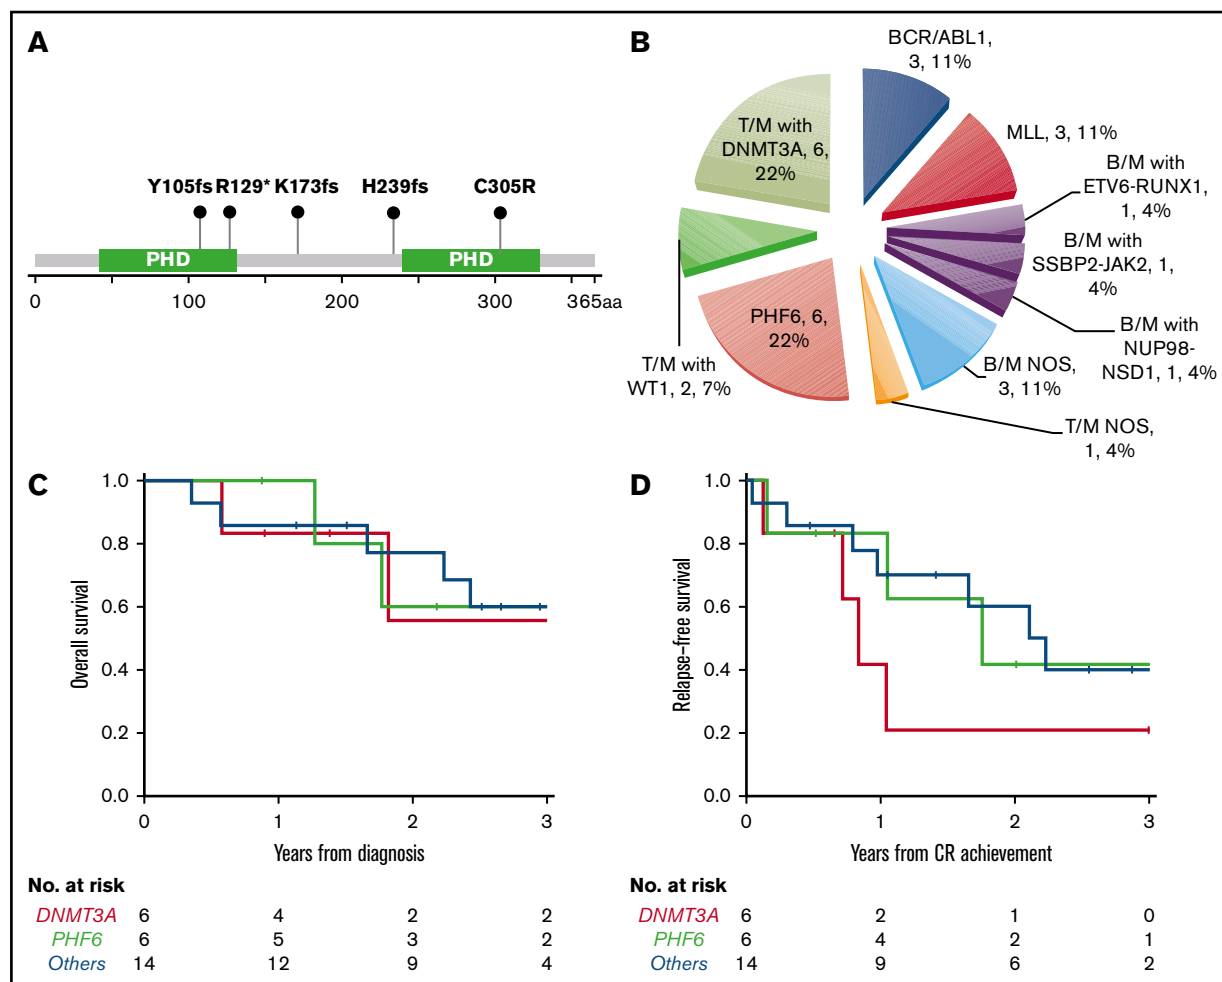 A
Y105fs R129* K173fs H239fs C305R
PHD PHD
0 100 200 300 365aa
B
BCR/ABL1,
3, 11%
MLL, 3, 11%
B/M with
ETV6-RUNX1,
1, 4%
B/M with
SSBP2-JAK2, 1,
4%
B/M with
NUP98-
NSD1, 1, 4%
B/M NOS,
3, 11%
T/M NOS,
1, 4%
PHF6, 6,
22%
T/M with
WT1, 2, 7%
T/M with
DNMT3A, 6,
22%
C
Overall survival
1.0
0.8
0.6
0.4
0.2
0.0
0 1 2 3
Years from diagnosis
No. at risk
DNMT3A 6 4 2 2
PHF6 6 5 3 2
Others 14 12 9 4
D
Relapse–free survival
1.0
0.8
0.6
0.4
0.2
0.0
0 1 2 3
Years from CR achievement
No. at risk
DNMT3A 6 2 1 0
PHF6 6 4 2 1
Others 14 9 6 2